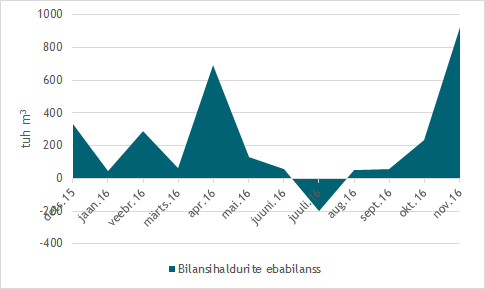 1000
800
600
400
200
0
-200
-400
tuh m³
dets.15
jaan.16
veebr.16
märts.16
apr.16
mai.16
juuni.16
juuli.16
aug.16
sept.16
okt.16
nov.16
Bilansihaldurite ebabilanss